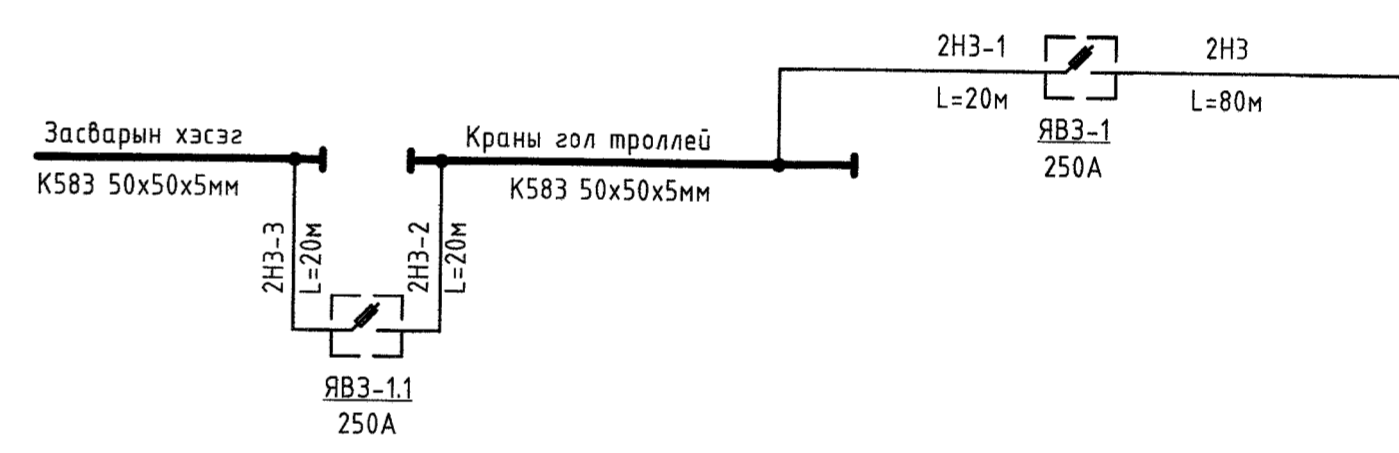 2НЗ-1
2НЗ
L=20м
L=80м
ЯВЗ-1
250А
Засварын хэсэг
К583 50х50х5мм
Краны гол троллей
К583 50х50х5мм
2НЗ-3
L=20м
2НЗ-2
L=20м
ЯВЗ-1.1
250А